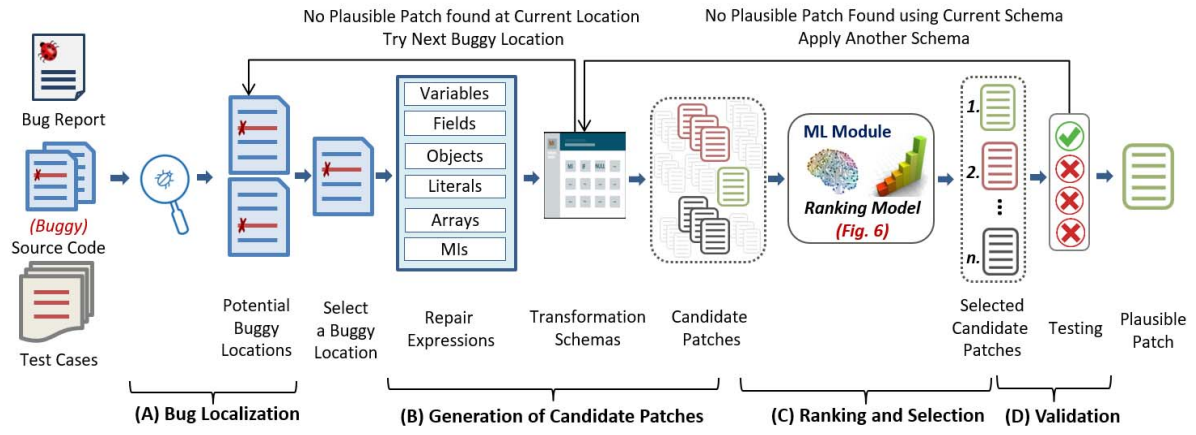 No Plausible Patch found at Current Location
Try Next Buggy Location
No Plausible Patch Found using Current Schema
Apply Another Schema
Bug Report
(Buggy)
Source Code
Test Cases
Variables
Fields
Objects
Literals
Arrays
MIs
ML Module
Ranking Model
(Fig. 6)
1.
2.
...
n.
Potential
Buggy
Locations
Select
a Buggy
Location
Repair
Expressions
Transformation
Schemas
Candidate
Patches
Selected
Candidate
Patches
Testing
Plausible
Patch
(A) Bug Localization
(B) Generation of Candidate Patches
(C) Ranking and Selection
(D) Validation